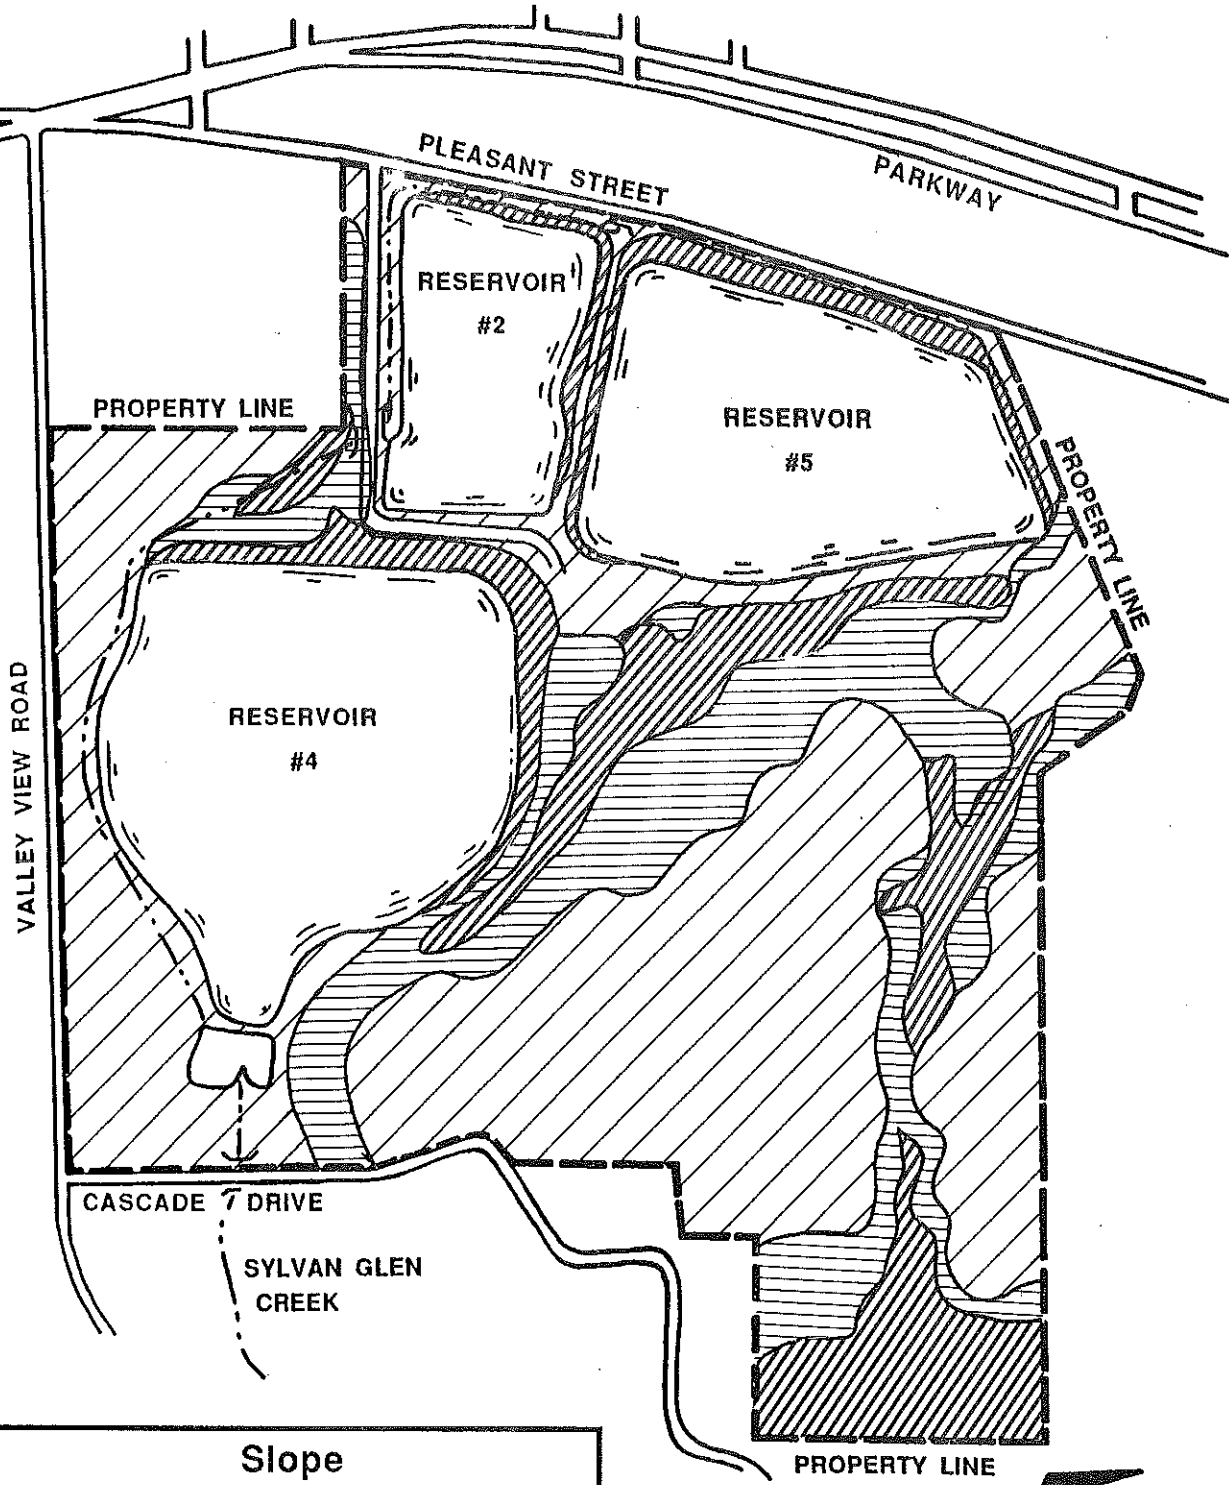 PLEASANT STREET
PARKWAY
RESERVOIR
#2
RESERVOIR
#5
PROPERTY LINE
PROPERTY LINE
RESERVOIR
#4
VALLEY VIEW ROAD
CASCADE DRIVE
SYLVAN GLEN
CREEK
Slope
PROPERTY LINE